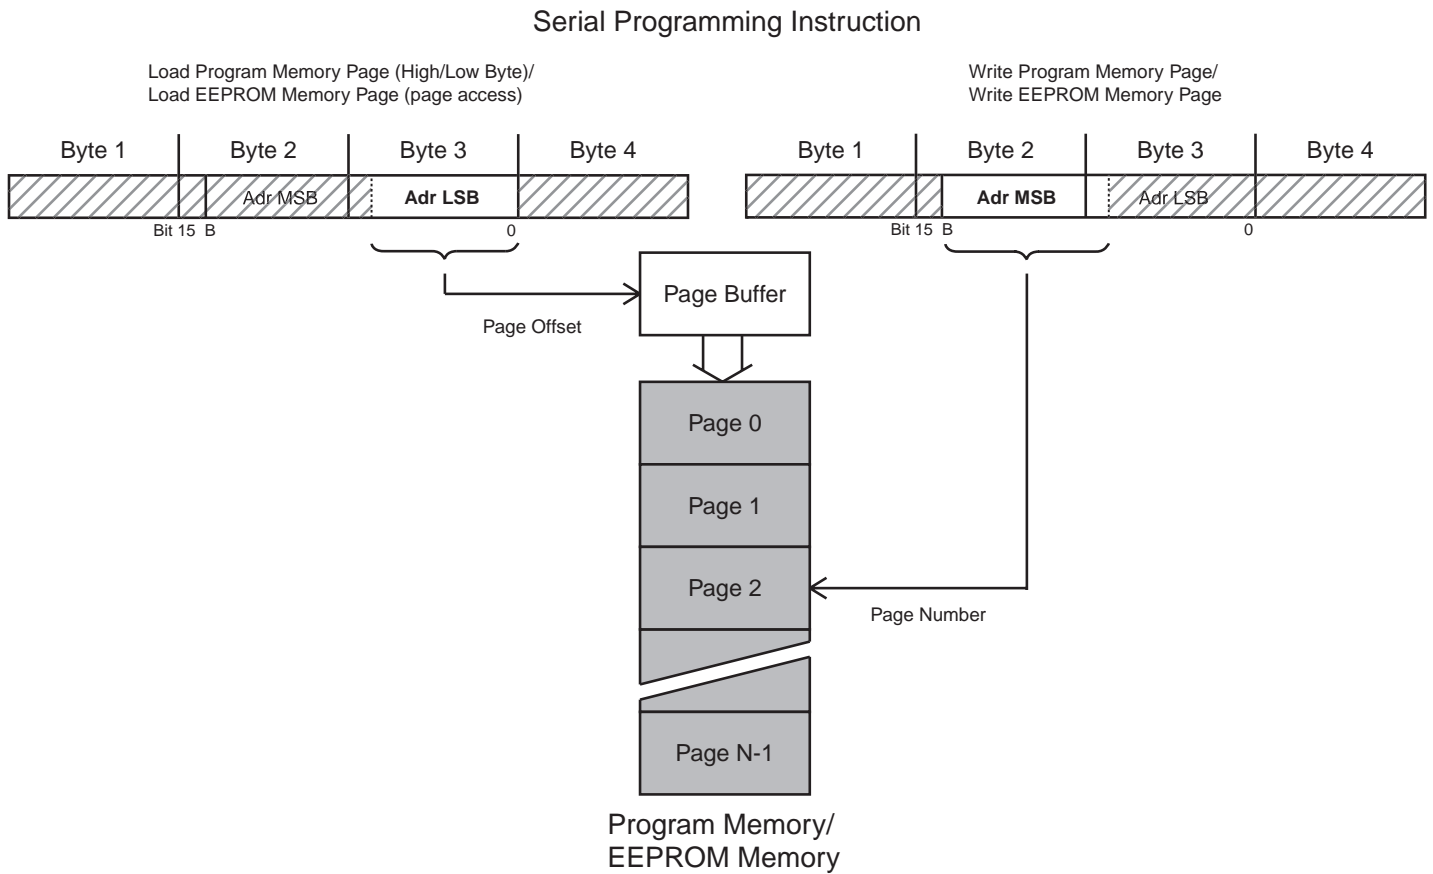 Serial Programming Instruction
Load Program Memory Page (High/Low Byte)/
Load EEPROM Memory Page (page access)
Write Program Memory Page/
Write EEPROM Memory Page
Byte 1 Byte 2 Byte 3 Byte 4
Adr MSB Adr LSB
Bit 15 B 0
Byte 1 Byte 2 Byte 3 Byte 4
Adr MSB Adr LSB
Bit 15 B 0
Page Buffer
Page Offset
Page 0
Page 1
Page 2
Page Number
Page N-1
Program Memory/
EEPROM Memory